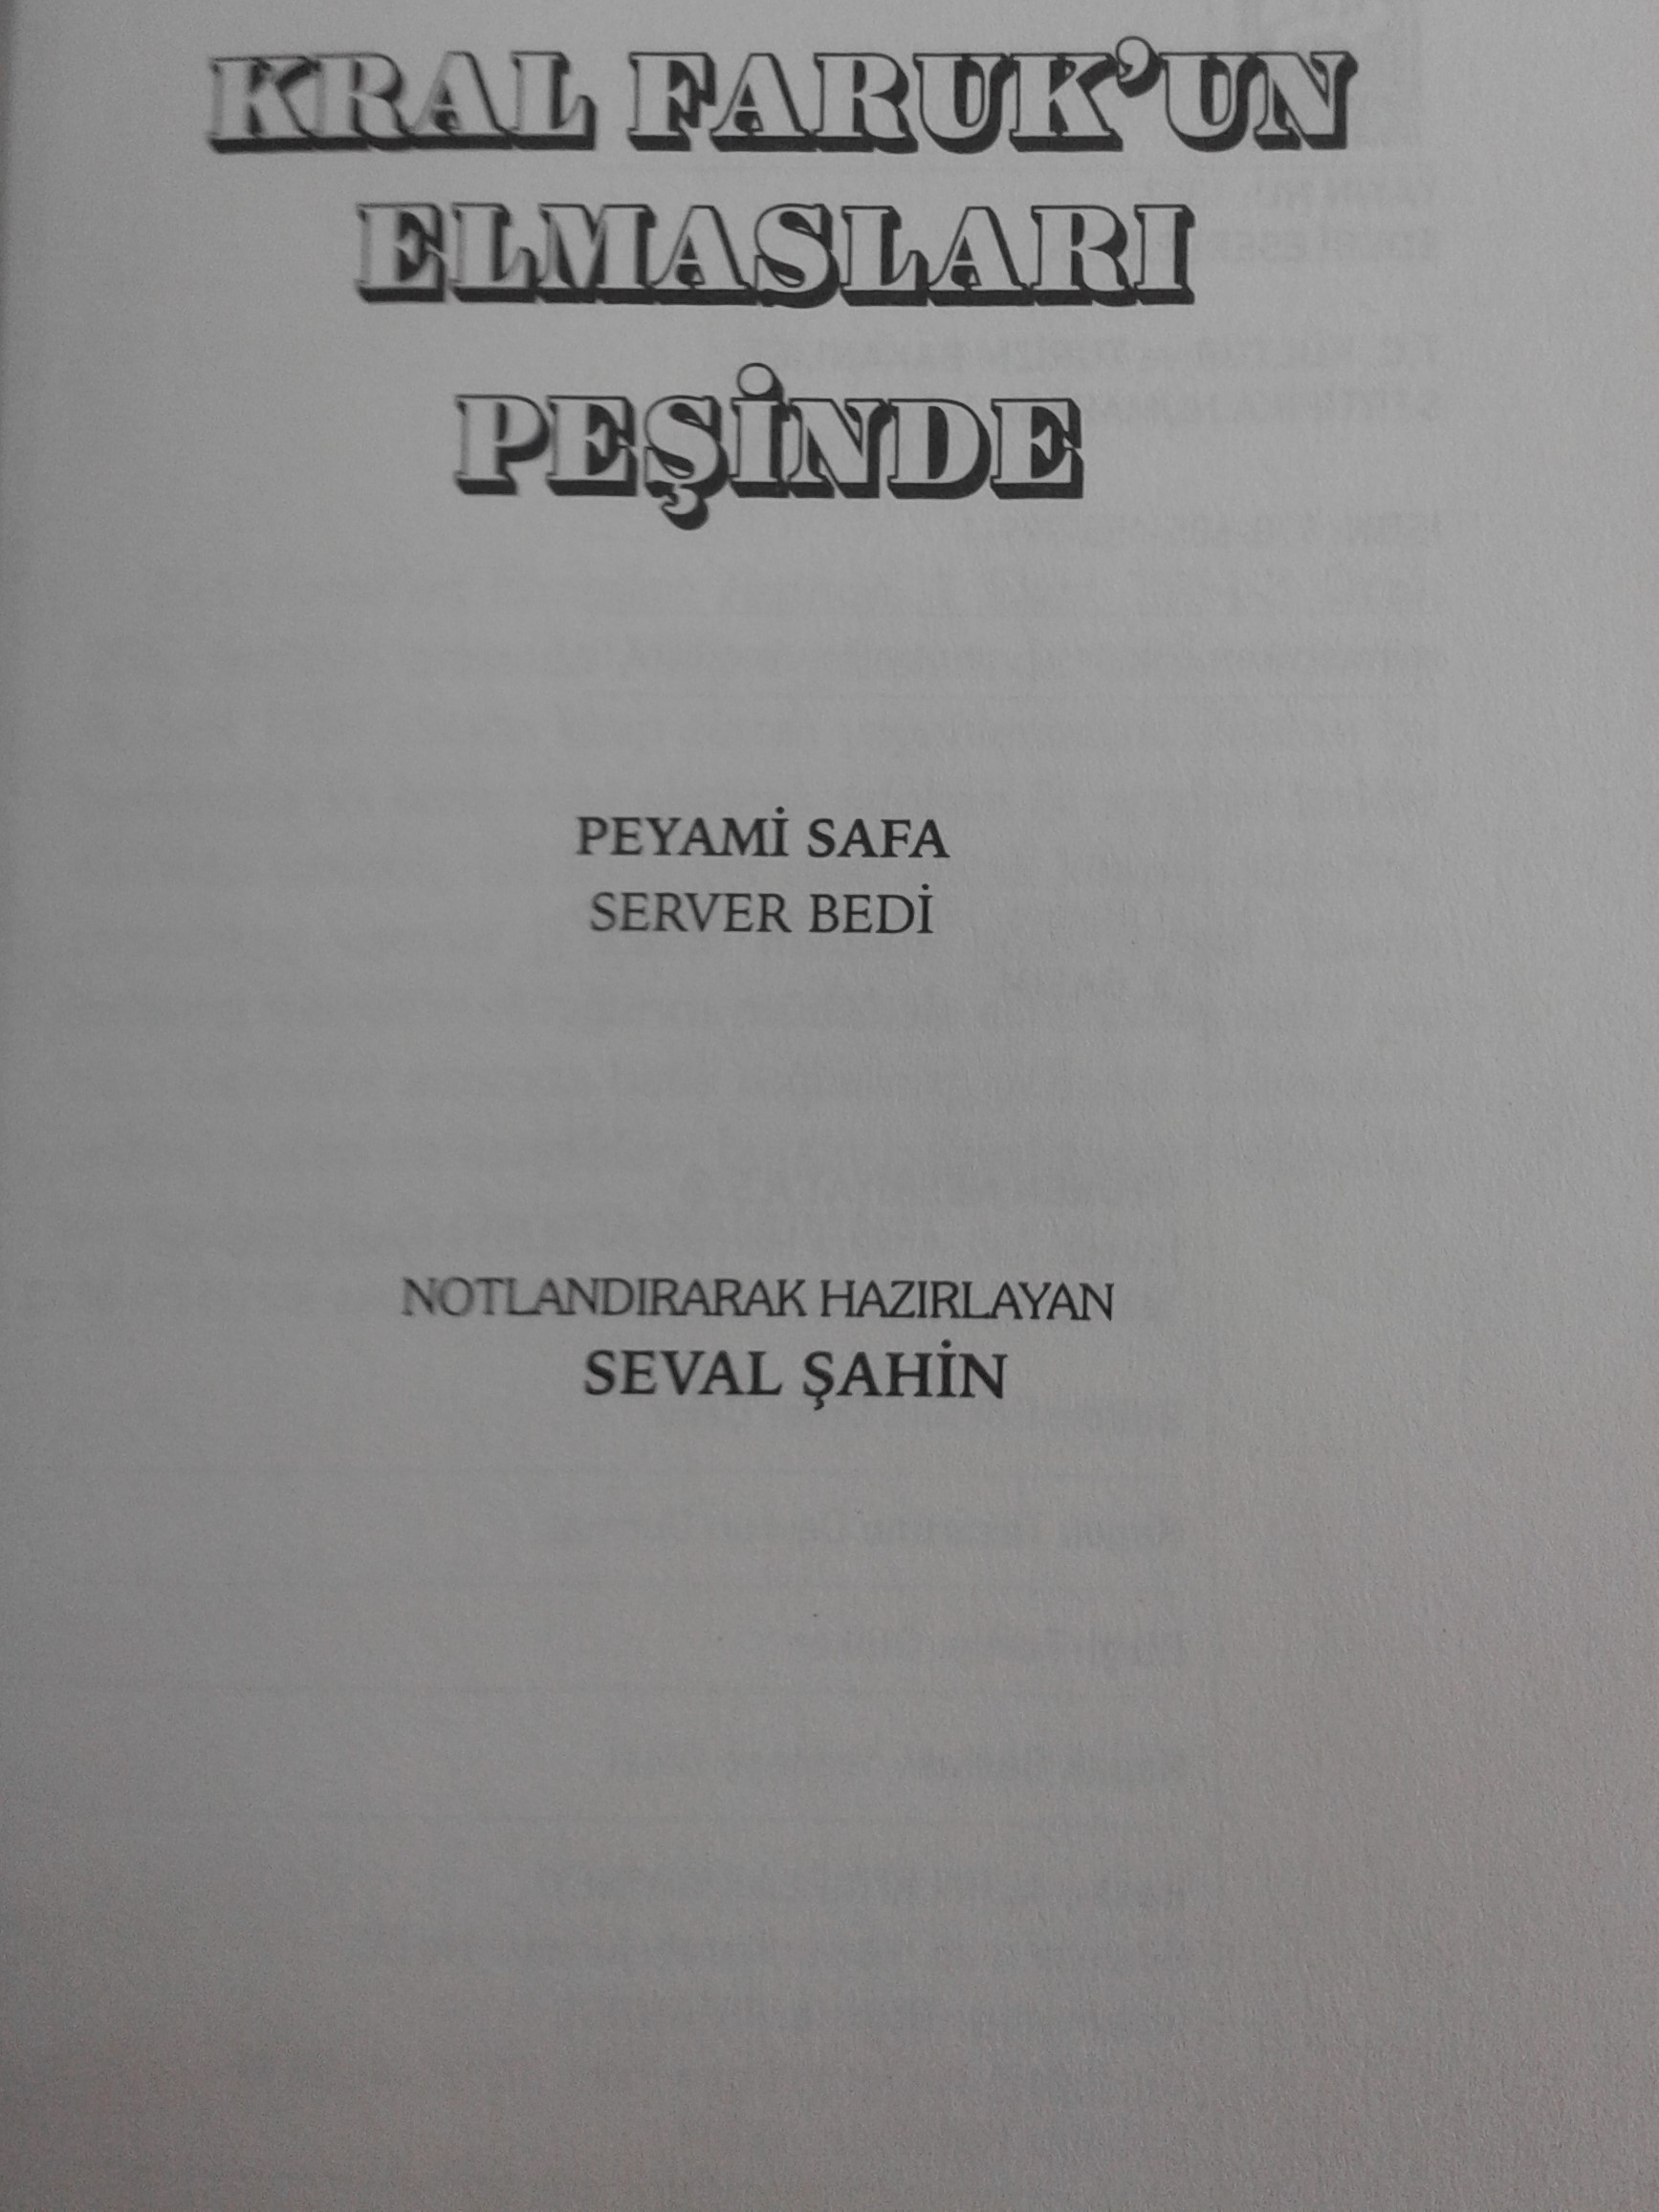 KRAL FARUK'UN
ELMASLARI
PEŞİNDE
PEYAMİ SAFA
SERVER BEDİ
NOTLANDIRARAK HAZIRLAYAN
SEVAL ŞAHİN